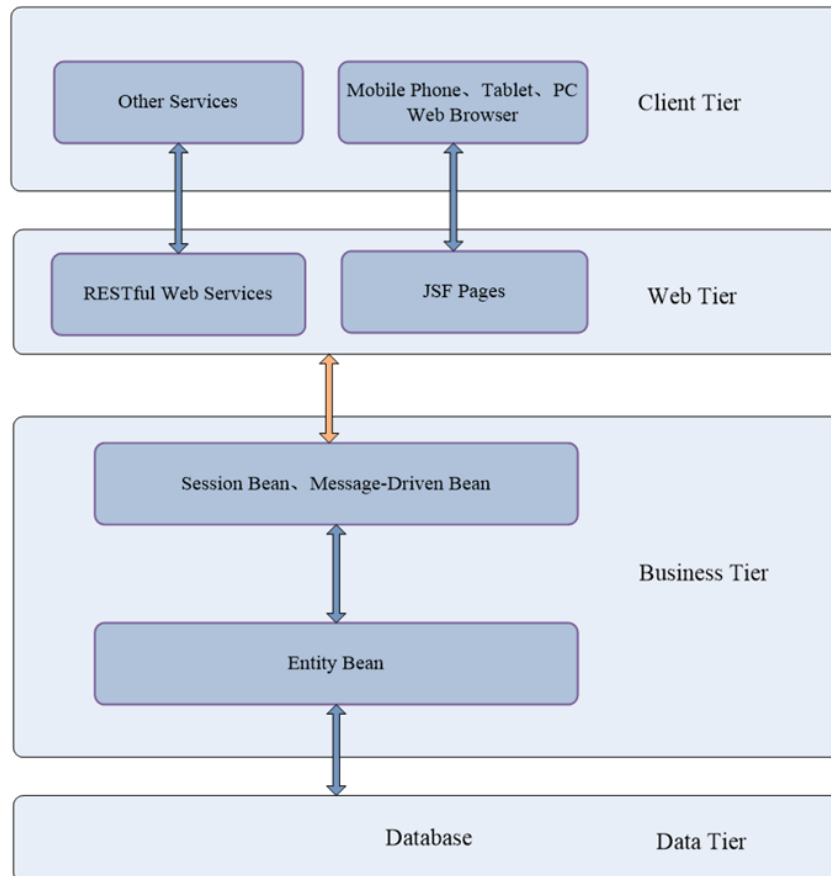 Other Services
Mobile Phone、Tablet、PC
Web Browser
Client Tier
RESTful Web Services
JSF Pages
Web Tier
Session Bean、Message-Driven Bean
Business Tier
Entity Bean
Database
Data Tier